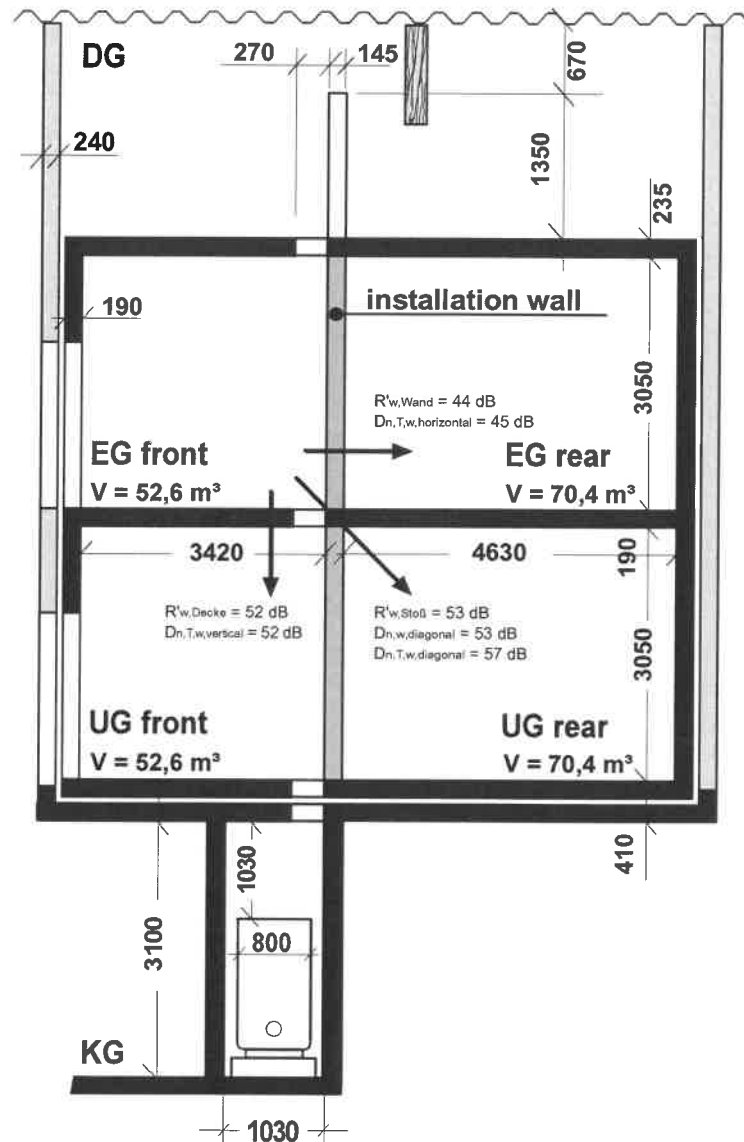 DG
270
145
670
240
1350
235
190
installation wall
R'w,Wand = 44 dB
Dn,T,w,horizontal = 45 dB
3050
EG front
V = 52,6 m³
EG rear
V = 70,4 m³
3420
4630
190
R'w,Decke = 52 dB
Dn,T,w,vertical = 52 dB
R'w,Stoß = 53 dB
Dn,w,diagonal = 53 dB
Dn,T,w,diagonal = 57 dB
3050
UG front
V = 52,6 m³
UG rear
V = 70,4 m³
410
1030
3100
800
KG
1030